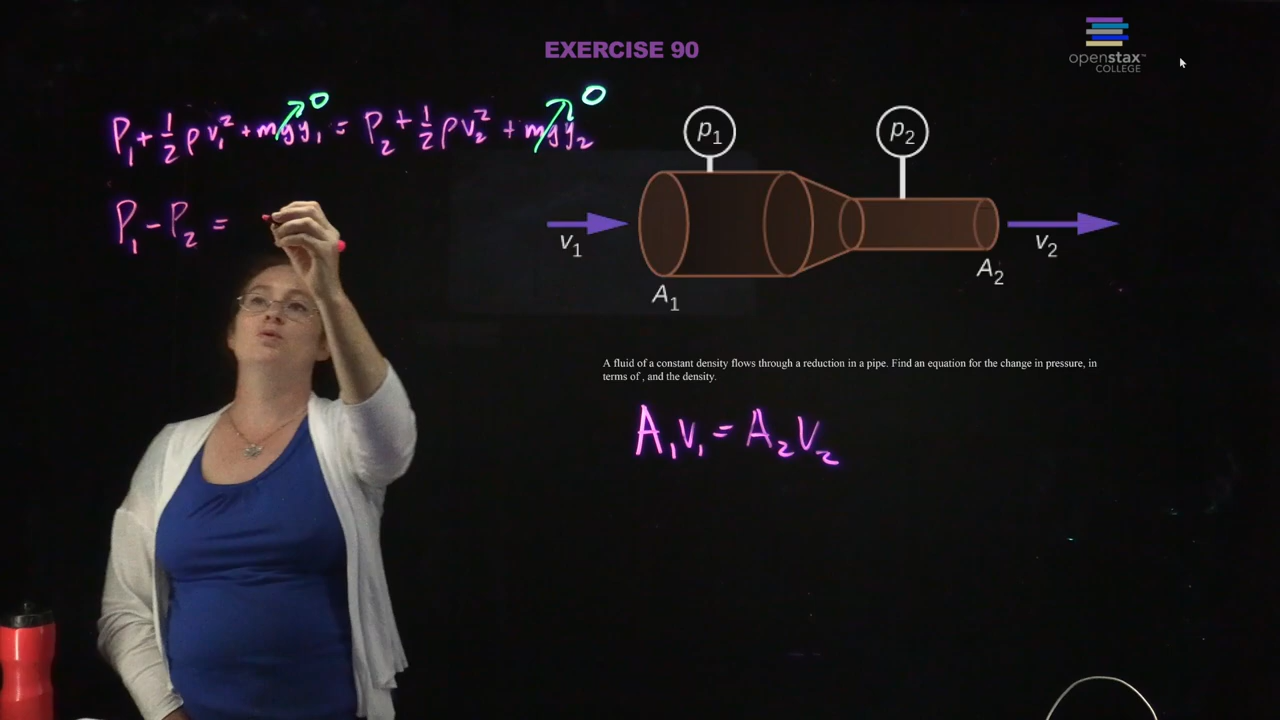 EXERCISE 90
openstax™
COLLEGE
P₁ + ½ρv₁² + mgy₁ = P₂ + ½ρv₂² + mgy₂
0
0
P₁ - P₂ =
p₁
p₂
v₁
v₂
A₁
A₂
A fluid of a constant density flows through a reduction in a pipe. Find an equation for the change in pressure, in
terms of , and the density.
A₁v₁ = A₂v₂